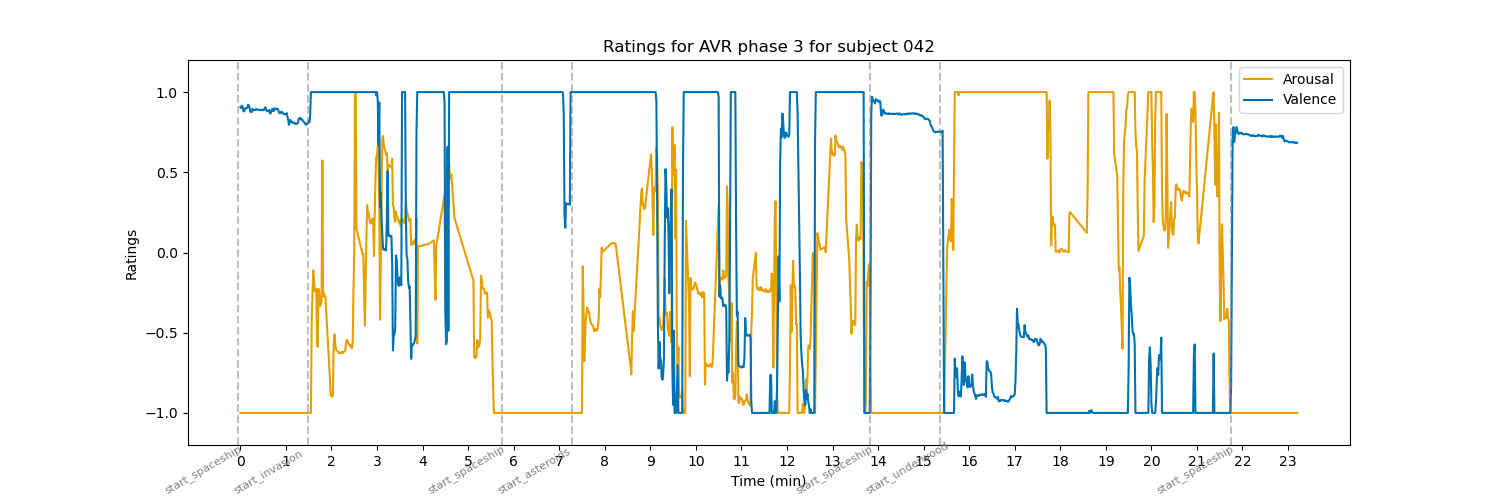 Ratings for AVR phase 3 for subject 042
Arousal
Valence
Ratings
1.0
0.5
0.0
−0.5
−1.0
0 1 2 3 4 5 6 7 8 9 10 11 12 13 14 15 16 17 18 19 20 21 22 23
start_spaceship start_invasion start_spaceship start_asteroids start_spaceship start_underwood start_spaceship
Time (min)